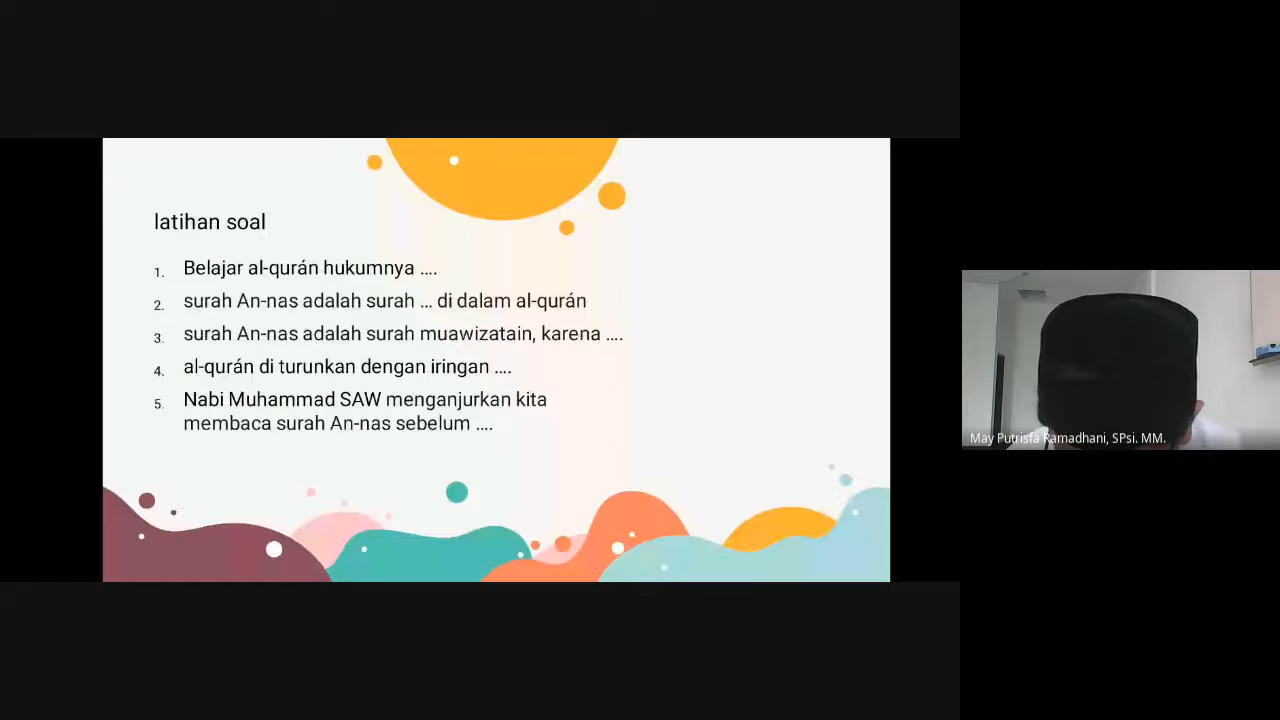 latihan soal
1. Belajar al-qurán hukumnya ....
2. surah An-nas adalah surah ... di dalam al-qurán
3. surah An-nas adalah surah muawizatain, karena ....
4. al-qurán di turunkan dengan iringan ....
5. Nabi Muhammad SAW menganjurkan kita
membaca surah An-nas sebelum ....
May Putrisfa Ramadhani, SPsi. MM.